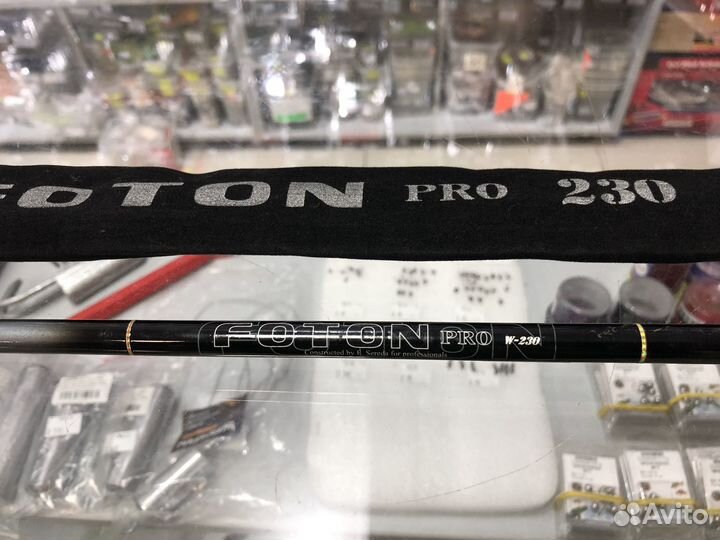 FOTON PRO 230
FOTON PRO W-230
Constructed by E. Sereda for professionals
Avito